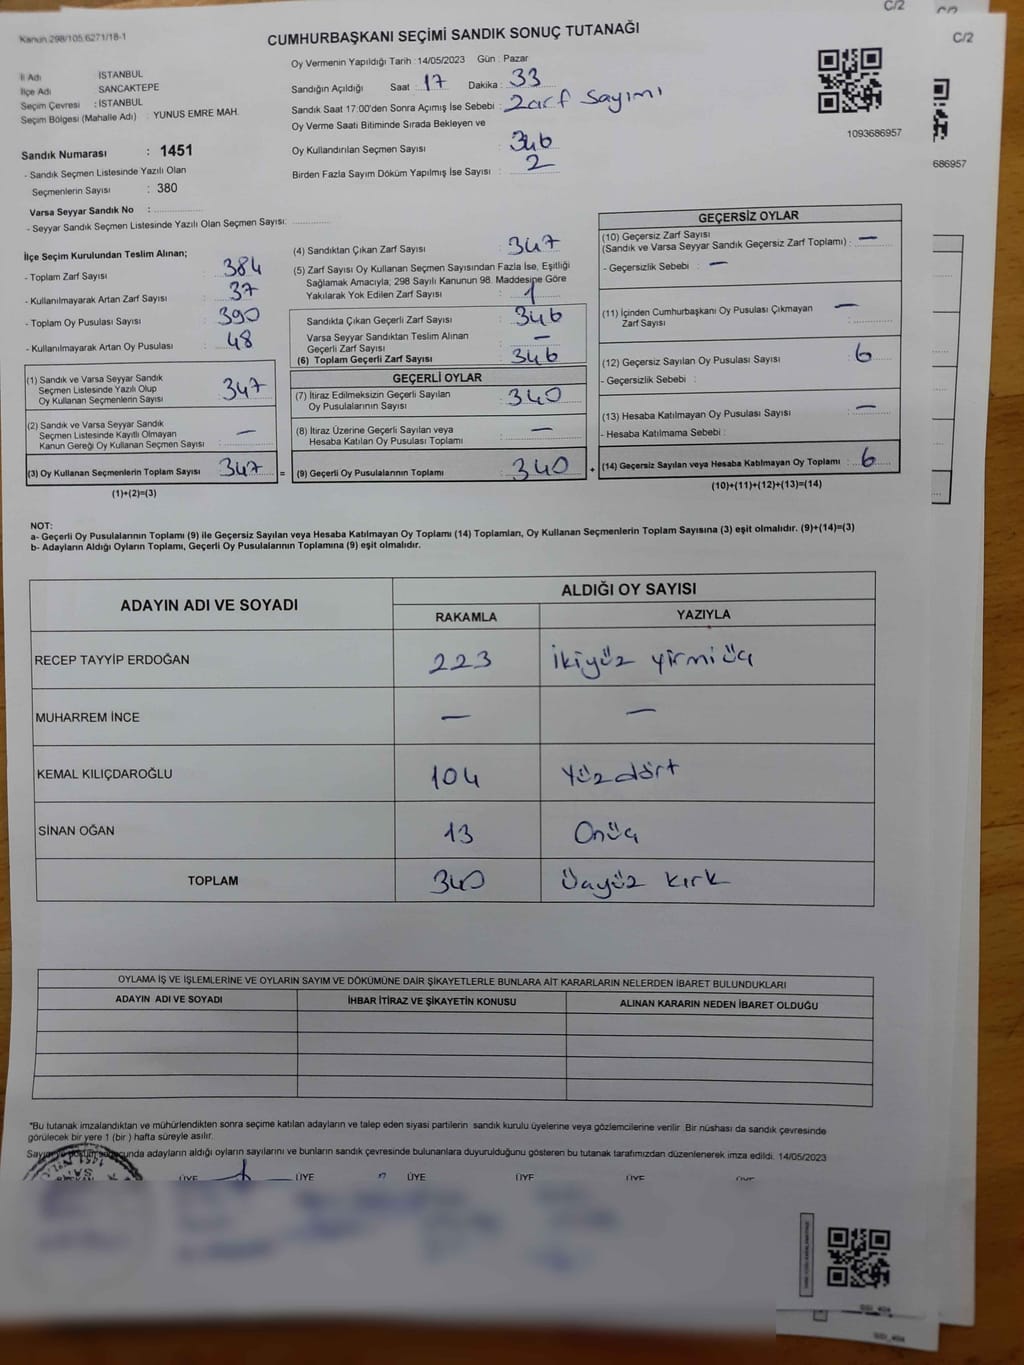 C/2
C/2
Kanun 298/105 6271/18-1
CUMHURBAŞKANI SEÇİMİ SANDIK SONUÇ TUTANAĞI
İl Adı : İSTANBUL
İlçe Adı SANCAKTEPE
Seçim Çevresi : İSTANBUL
Seçim Bölgesi (Mahalle Adı) : YUNUS EMRE MAH.
Sandık Numarası : 1451
- Sandık Seçmen Listesinde Yazılı Olan
Seçmenlerin Sayısı : 380
Varsa Seyyar Sandık No :
- Seyyar Sandık Seçmen Listesinde Yazılı Olan Seçmen Sayısı:
Oy Vermenin Yapıldığı Tarih : 14/05/2023 Gün : Pazar
Sandığın Açıldığı Saat : 17 Dakika : 33
Sandık Saat 17:00'den Sonra Açımış İse Sebebi : Zarf sayımı
Oy Verme Saati Bitiminde Sırada Bekleyen ve
Oy Kullandırılan Seçmen Sayısı : 346
Birden Fazla Sayım Döküm Yapılmış İse Sayısı : 2
1093686957
686957
İlçe Seçim Kurulundan Teslim Alınan;
- Toplam Zarf Sayısı : 384
- Kullanılmayarak Artan Zarf Sayısı : 37
- Toplam Oy Pusulası Sayısı : 390
- Kullanılmayarak Artan Oy Pusulası : 48
(1) Sandık ve Varsa Seyyar Sandık
Seçmen Listesinde Yazılı Olup
Oy Kullanan Seçmenlerin Sayısı : 347
(2) Sandık ve Varsa Seyyar Sandık
Seçmen Listesinde Kayıtlı Olmayan
Kanun Gereği Oy Kullanan Seçmen Sayısı : —
(3) Oy Kullanan Seçmenlerin Toplam Sayısı : 347 =
(1)+(2)=(3)
(4) Sandıktan Çıkan Zarf Sayısı : 347
(5) Zarf Sayısı Oy Kullanan Seçmen Sayısından Fazla İse, Eşitliği
Sağlamak Amacıyla; 298 Sayılı Kanunun 98. Maddesine Göre
Yakılarak Yok Edilen Zarf Sayısı : 1
Sandıkta Çıkan Geçerli Zarf Sayısı : 346
Varsa Seyyar Sandıktan Teslim Alınan
Geçerli Zarf Sayısı : —
(6) Toplam Geçerli Zarf Sayısı : 346
GEÇERLİ OYLAR
(7) İtiraz Edilmeksizin Geçerli Sayılan
Oy Pusulalarının Sayısı : 340
(8) İtiraz Üzerine Geçerli Sayılan veya
Hesaba Katılan Oy Pusulası Toplamı : —
(9) Geçerli Oy Pusulalarının Toplamı : 340 +
GEÇERSİZ OYLAR
(10) Geçersiz Zarf Sayısı
(Sandık ve Varsa Seyyar Sandık Geçersiz Zarf Toplamı) : —
- Geçersizlik Sebebi : —
(11) İçinden Cumhurbaşkanı Oy Pusulası Çıkmayan
Zarf Sayısı : —
(12) Geçersiz Sayılan Oy Pusulası Sayısı : 6
- Geçersizlik Sebebi :
(13) Hesaba Katılmayan Oy Pusulası Sayısı : —
- Hesaba Katılmama Sebebi :
(14) Geçersiz Sayılan veya Hesaba Katılmayan Oy Toplamı : 6
(10)+(11)+(12)+(13)=(14)
NOT:
a- Geçerli Oy Pusulalarının Toplamı (9) ile Geçersiz Sayılan veya Hesaba Katılmayan Oy Toplamı (14) Toplamları, Oy Kullanan Seçmenlerin Toplam Sayısına (3) eşit olmalıdır. (9)+(14)=(3)
b- Adayların Aldığı Oyların Toplamı, Geçerli Oy Pusulalarının Toplamına (9) eşit olmalıdır.
ADAYIN ADI VE SOYADI
ALDIĞI OY SAYISI
RAKAMLA YAZIYLA
RECEP TAYYİP ERDOĞAN 223 İkiyüz yirmiüç
MUHARREM İNCE — —
KEMAL KILIÇDAROĞLU 104 Yüzdört
SİNAN OĞAN 13 Onüç
TOPLAM 340 Üçyüz kırk
OYLAMA İŞ VE İŞLEMLERİNE VE OYLARIN SAYIM VE DÖKÜMÜNE DAİR ŞİKAYETLERLE BUNLARA AİT KARARLARIN NELERDEN İBARET BULUNDUKLARI
ADAYIN ADI VE SOYADI İHBAR İTİRAZ VE ŞİKAYETİN KONUSU ALINAN KARARIN NEDEN İBARET OLDUĞU
*Bu tutanak imzalandıktan ve mühürlendikten sonra seçime katılan adayların ve talep eden siyasi partilerin sandık kurulu üyelerine veya gözlemcilerine verilir. Bir nüshası da sandık çevresinde
görülecek bir yere 1 (bir) hafta süreyle asılır.
adayların aldığı oyların sayılarını ve bunların sandık çevresinde bulunanlara duyurulduğunu gösteren bu tutanak tarafımızdan düzenlenerek imza edildi. 14/05/2023
ÜYE ÜYE ÜYE ÜYE ÜYE